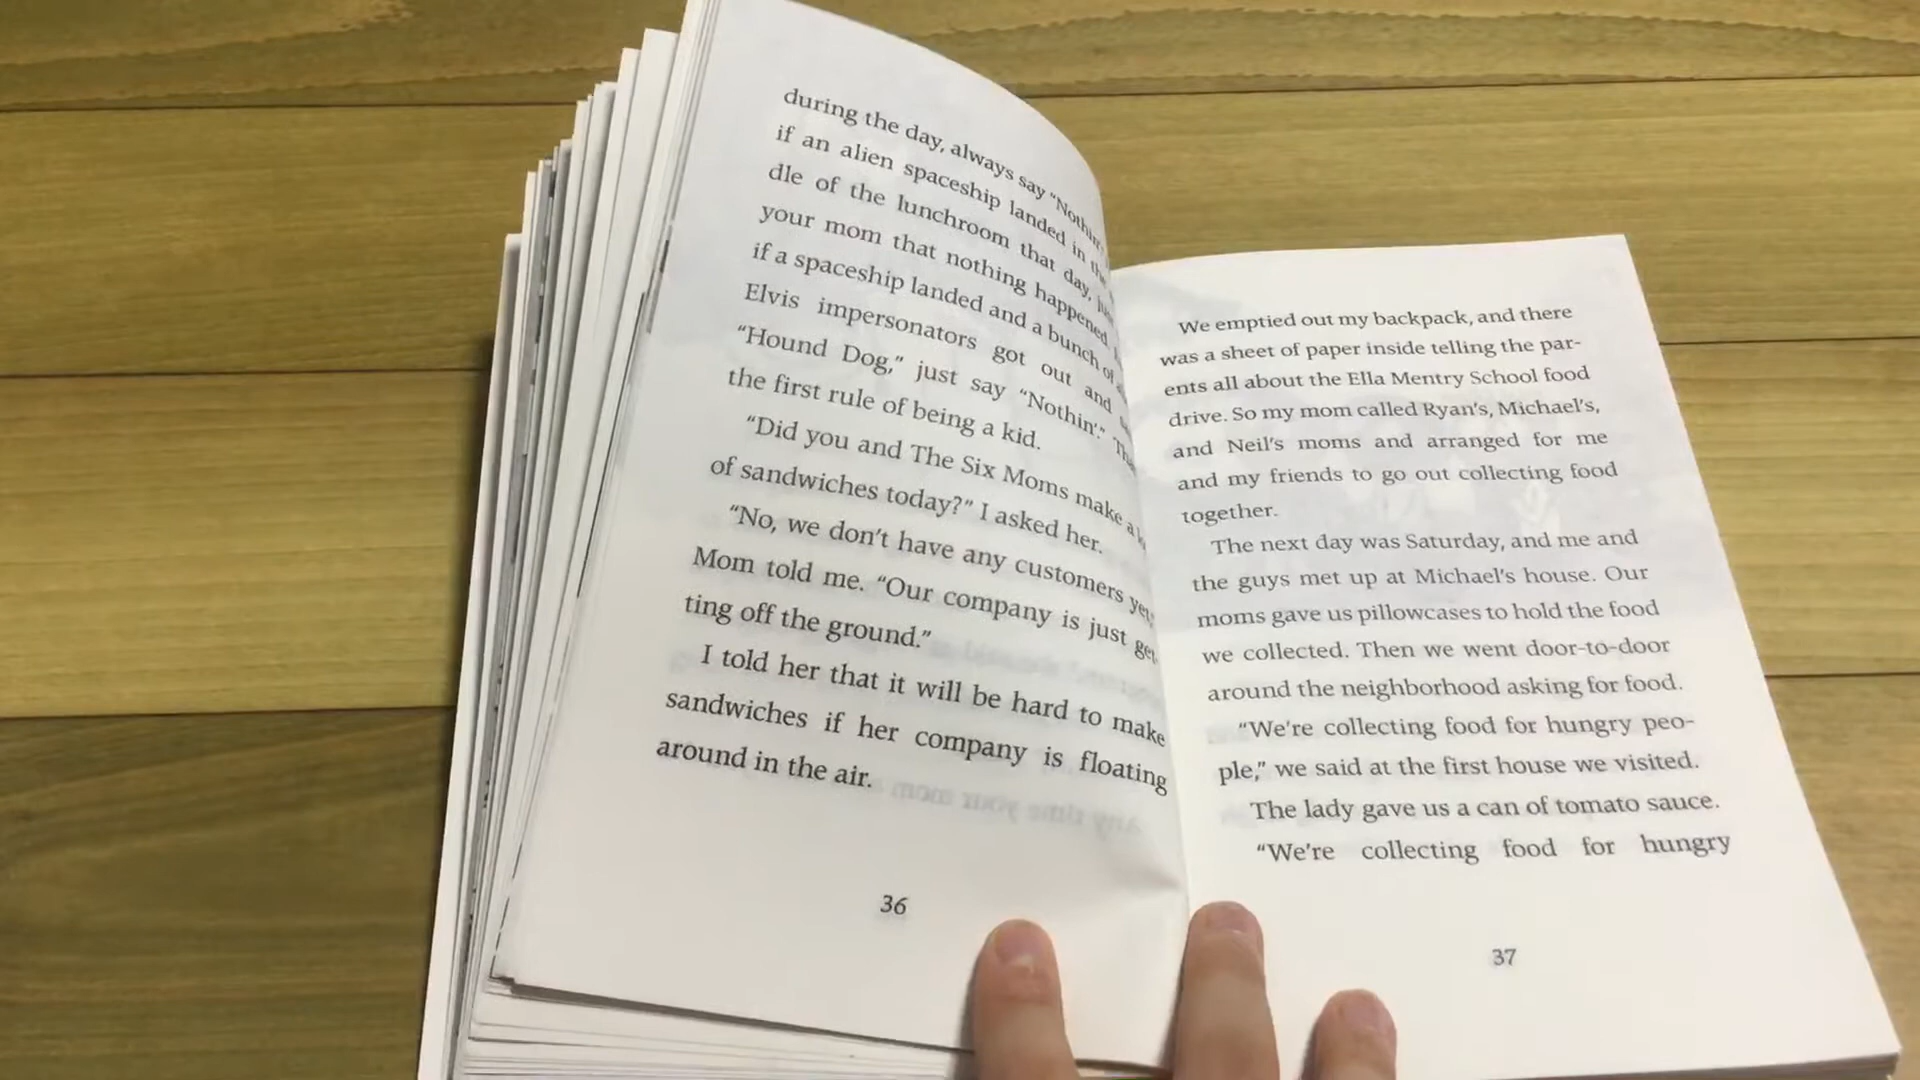 during the day, always say "Nothin'
if an alien spaceship landed in the
dle of the lunchroom that day,
your mom that nothing happened.
if a spaceship landed and a bunch of
Elvis impersonators got out and
"Hound Dog," just say "Nothin'."
the first rule of being a kid.
"Did you and The Six Moms make a
of sandwiches today?" I asked her.
"No, we don't have any customers yet,
Mom told me. "Our company is just get
ting off the ground."
I told her that it will be hard to make
sandwiches if her company is floating
around in the air.
36
We emptied out my backpack, and there
was a sheet of paper inside telling the par-
ents all about the Ella Mentry School food
drive. So my mom called Ryan's, Michael's,
and Neil's moms and arranged for me
and my friends to go out collecting food
together.
The next day was Saturday, and me and
the guys met up at Michael's house. Our
moms gave us pillowcases to hold the food
we collected. Then we went door-to-door
around the neighborhood asking for food.
"We're collecting food for hungry peo-
ple," we said at the first house we visited.
The lady gave us a can of tomato sauce.
"We're collecting food for hungry
37